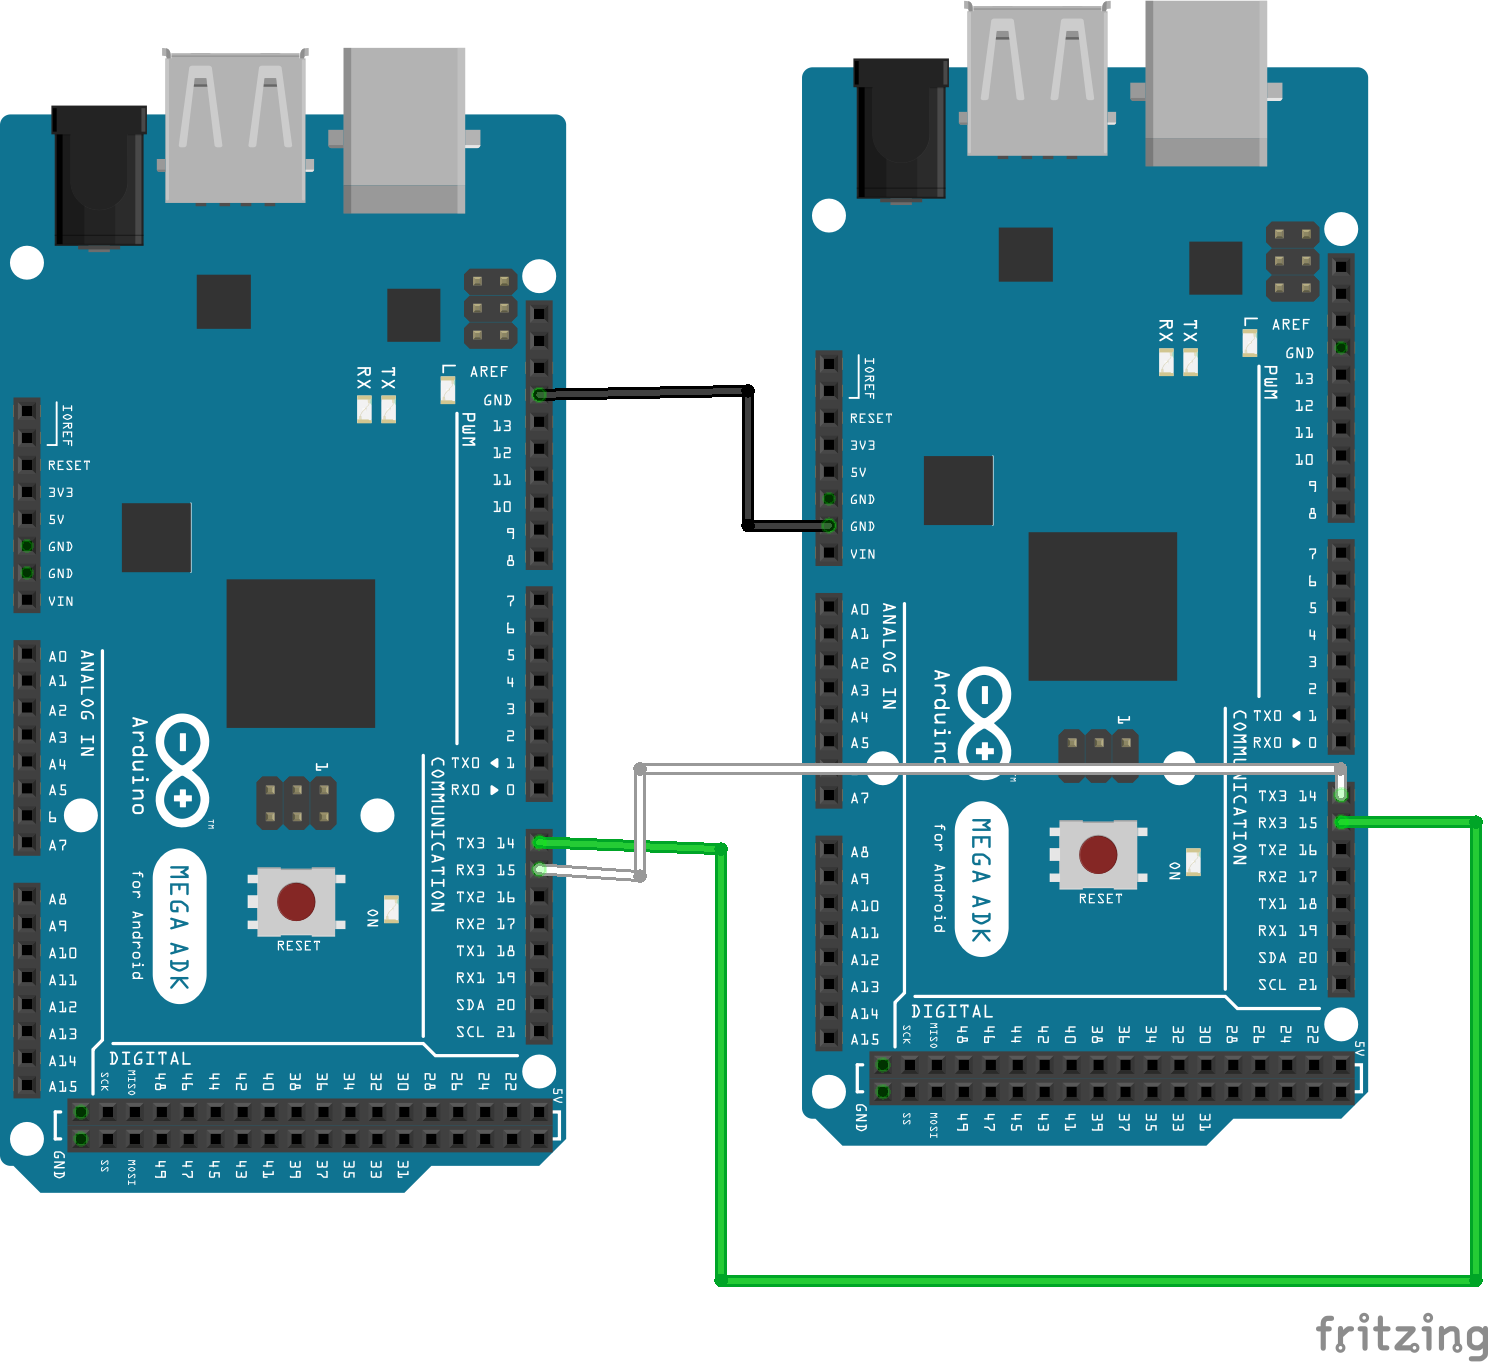 IOREF
RESET
3V3
5V
GND
GND
VIN
A0
A1
A2
A3
A4
A5
6
A7
A8
A9
A10
A11
A12
A13
A14
A15
ANALOG IN
RX
TX
L
AREF
GND
13
12
11
10
9
8
PWM
7
6
5
4
3
2
TX0 ◀ 1
RX0 ▶ 0
COMMUNICATION
TX3 14
RX3 15
TX2 16
RX2 17
TX1 18
RX1 19
SDA 20
SCL 21
Arduino
TM
1
MEGA ADK
for Android
RESET
ON
DIGITAL
SCK MISO 48 46 44 42 40 38 36 34 32 30 28 26 24 22 5V
GND SS MOSI 49 47 45 43 41 39 37 35 33 31
IOREF
RESET
3V3
5V
GND
GND
VIN
A0
A1
A2
A3
A4
A5
A7
A8
A9
A10
A11
A12
A13
A14
A15
ANALOG IN
RX
TX
L
AREF
GND
13
12
11
10
9
8
PWM
7
6
5
4
3
2
TX0 ◀ 1
RX0 ▶ 0
COMMUNICATION
TX3 14
RX3 15
TX2 16
RX2 17
TX1 18
RX1 19
SDA 20
SCL 21
Arduino
TM
1
MEGA ADK
for Android
RESET
ON
DIGITAL
SCK MISO 48 46 44 42 40 38 36 34 32 30 28 26 24 22 5V
GND SS MOSI 49 47 45 43 41 39 37 35 33 31
fritzing